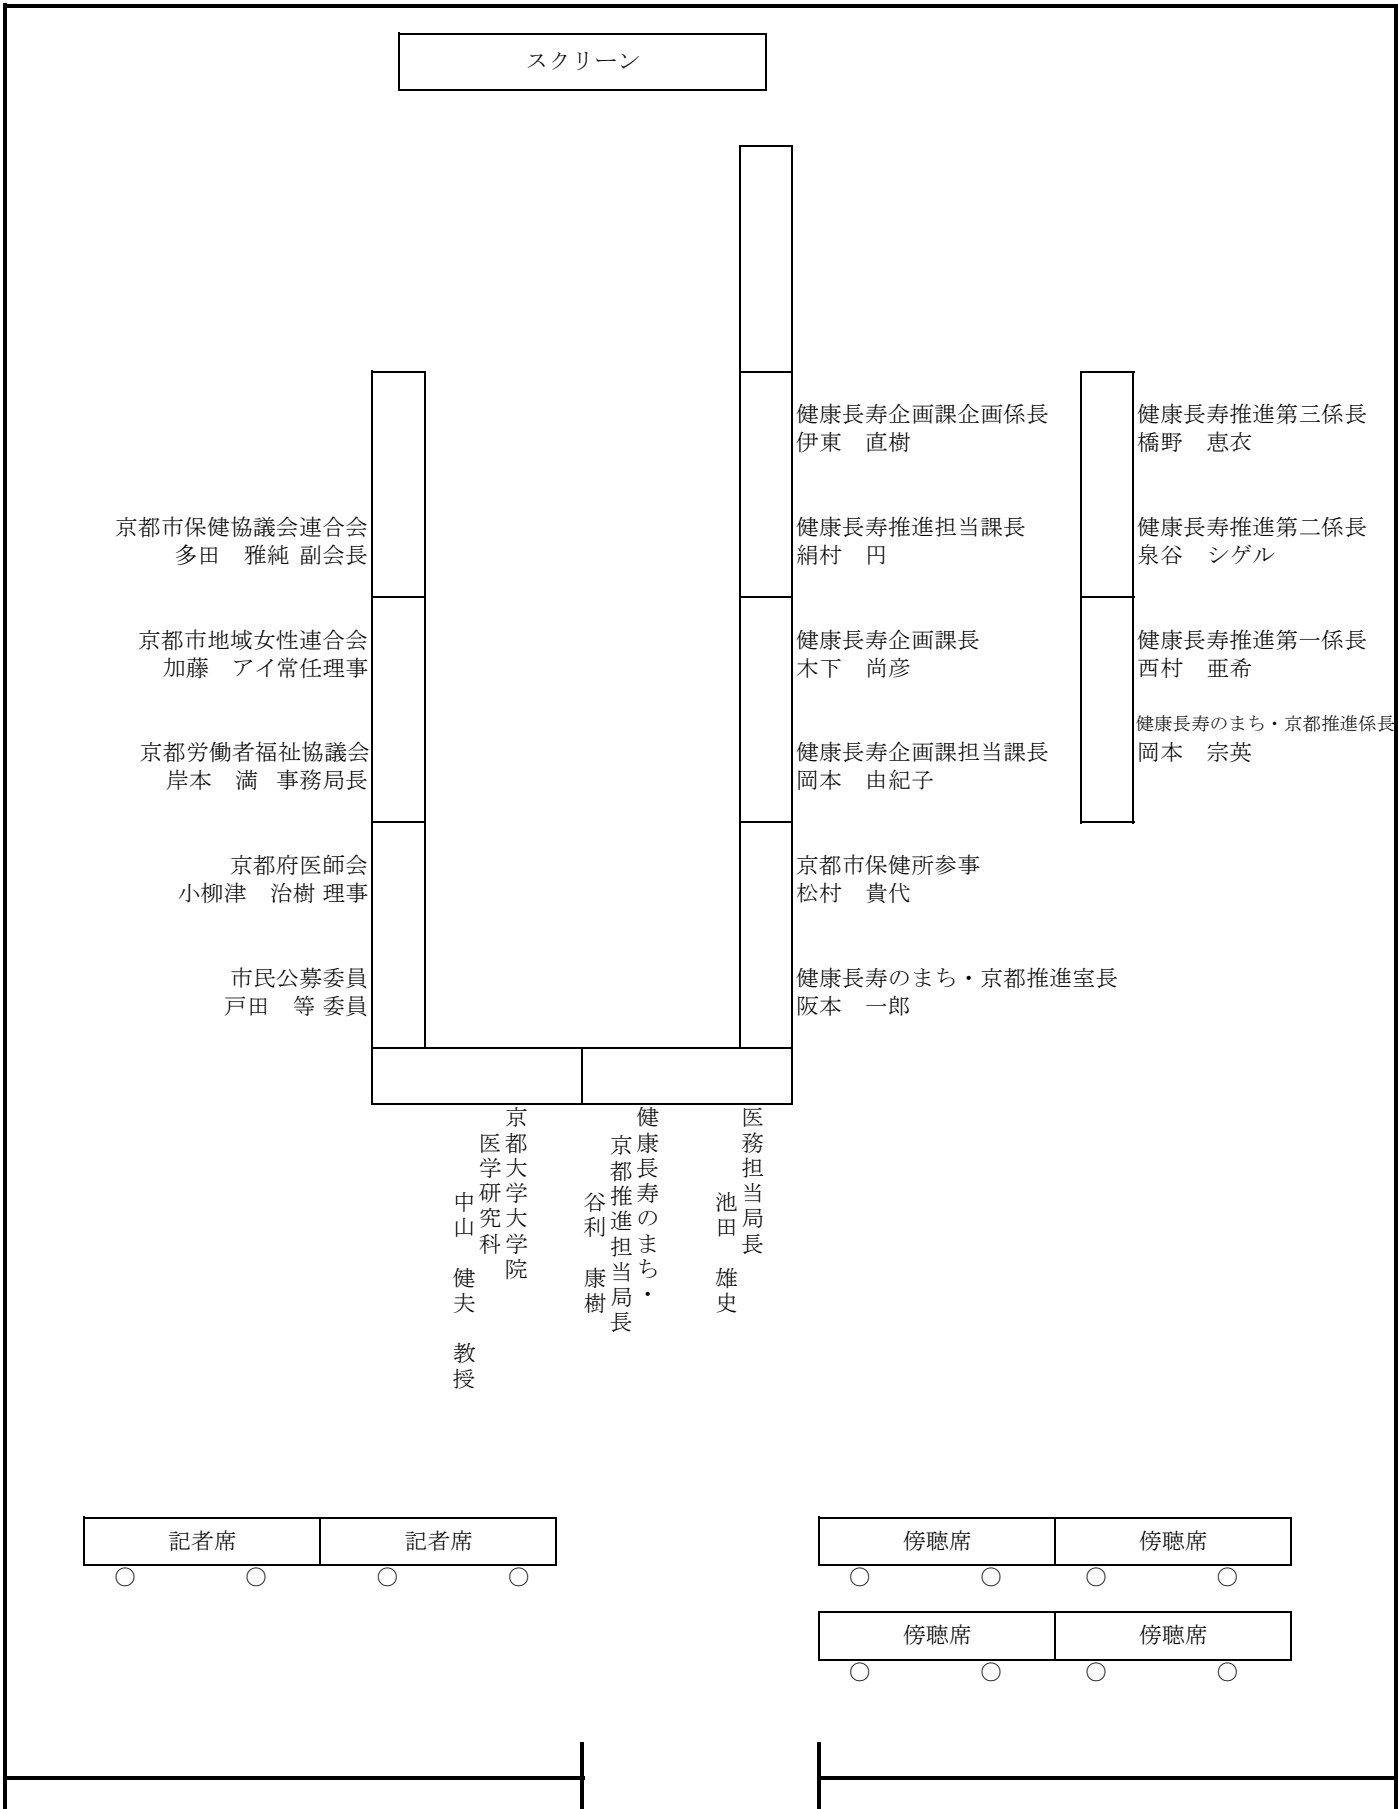 スクリーン
健康長寿企画課企画係長
伊東　直樹
健康長寿推進第三係長
橋野　恵衣
京都市保健協議会連合会
多田　雅純 副会長
健康長寿推進担当課長
絹村　円
健康長寿推進第二係長
泉谷　シゲル
京都市地域女性連合会
加藤　アイ常任理事
健康長寿企画課長
木下　尚彦
健康長寿推進第一係長
西村　亜希
京都労働者福祉協議会
岸本　満　事務局長
健康長寿企画課担当課長
岡本　由紀子
健康長寿のまち・京都推進係長
岡本　宗英
京都府医師会
小柳津　治樹 理事
京都市保健所参事
松村　貴代
市民公募委員
戸田　等 委員
健康長寿のまち・京都推進室長
阪本　一郎
京都大学大学院
医学研究科
中山　健夫　教授
健康長寿のまち・
京都推進担当局長
谷利　康樹
医務担当局長
池田　雄史
記者席
記者席
傍聴席
傍聴席
傍聴席
傍聴席